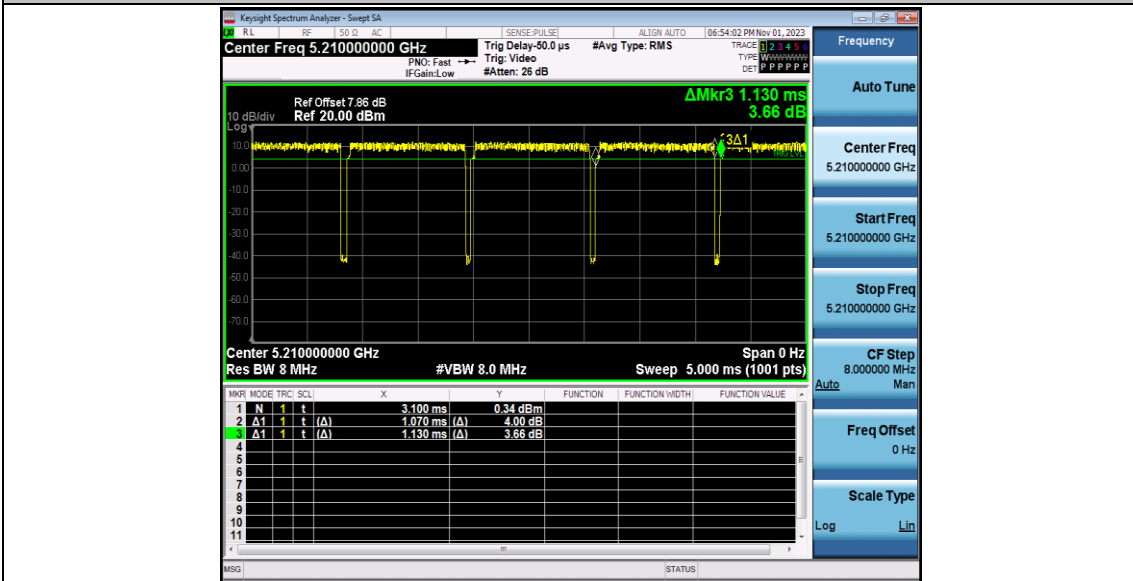 Keysight Spectrum Analyzer - Swept SA
RL RF 50 Ω AC SENSE:PULSE ALIGN AUTO 06:54:02 PM Nov 01, 2023
Center Freq 5.210000000 GHz
PNO: Fast
IFGain:Low
Trig Delay-50.0 µs
Trig: Video
#Atten: 26 dB
#Avg Type: RMS
TRACE 1 2 3 4 5 6
TYPE WWWWWW
DET P P P P P P
ΔMkr3 1.130 ms
3.66 dB
Ref Offset 7.86 dB
10 dB/div Ref 20.00 dBm
Log
10.0
0.00
-10.0
-20.0
-30.0
-40.0
-50.0
-60.0
-70.0
3Δ1
TRIG LVL
Center 5.210000000 GHz Span 0 Hz
Res BW 8 MHz #VBW 8.0 MHz Sweep 5.000 ms (1001 pts)
MKR MODE TRC SCL X Y FUNCTION FUNCTION WIDTH FUNCTION VALUE
1 N 1 t 3.100 ms 0.34 dBm
2 Δ1 1 t (Δ) 1.070 ms (Δ) 4.00 dB
3 Δ1 1 t (Δ) 1.130 ms (Δ) 3.66 dB
4
5
6
7
8
9
10
11
MSG STATUS
Frequency
Auto Tune
Center Freq
5.210000000 GHz
Start Freq
5.210000000 GHz
Stop Freq
5.210000000 GHz
CF Step
8.000000 MHz
Auto Man
Freq Offset
0 Hz
Scale Type
Log Lin